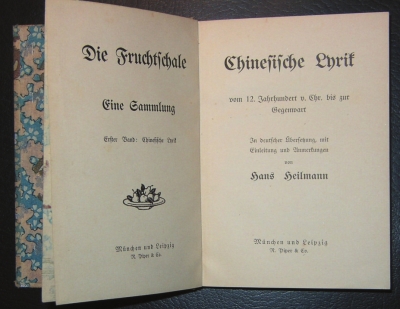 Die Fruchtschale
Eine Sammlung
Erster Band: Chinesische Lyrik
München und Leipzig
R. Piper & Co.
Chinesische Lyrik
vom 12. Jahrhundert v. Chr. bis zur
Gegenwart
In deutscher Übersetzung, mit
Einleitung und Anmerkungen
von
Hans Heilmann
München und Leipzig
R. Piper & Co.